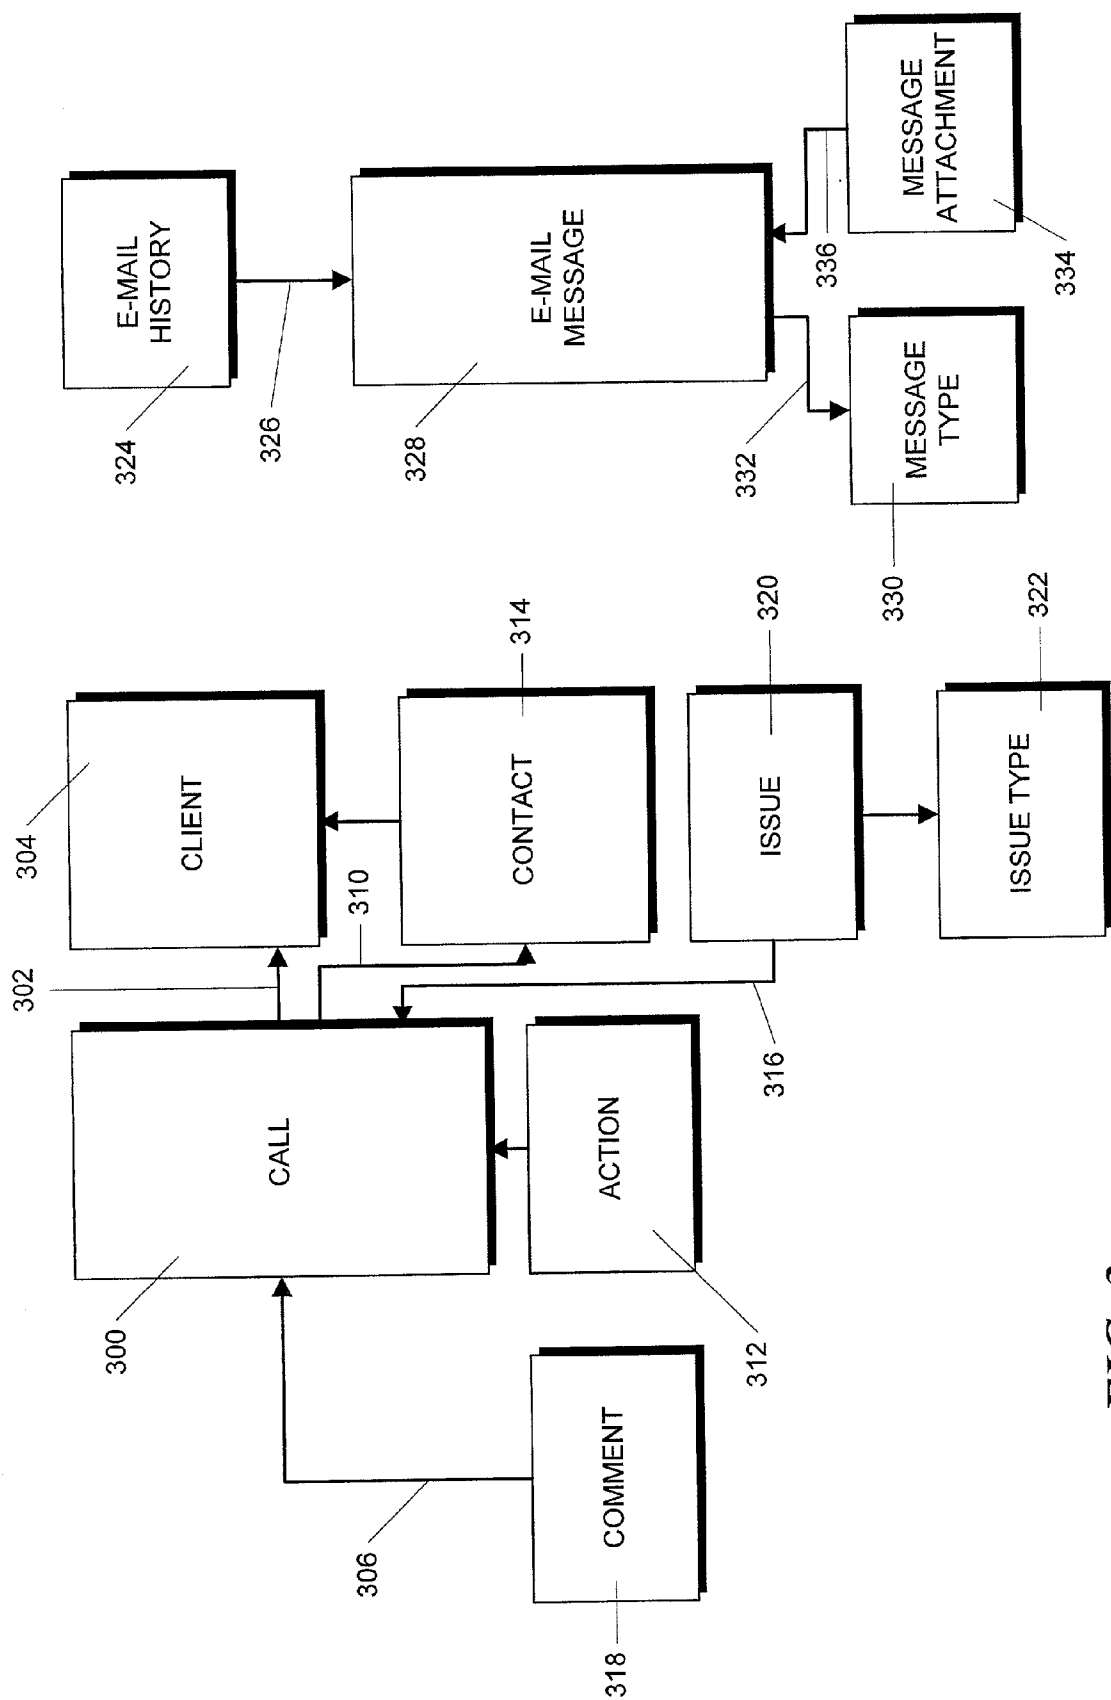 302
304
300
CLIENT
CALL
310
306
314
CONTACT
318
COMMENT
ACTION
312
316
ISSUE
320
ISSUE TYPE
322
324
E-MAIL
HISTORY
326
328
E-MAIL
MESSAGE
332
336
330
MESSAGE
TYPE
MESSAGE
ATTACHMENT
334